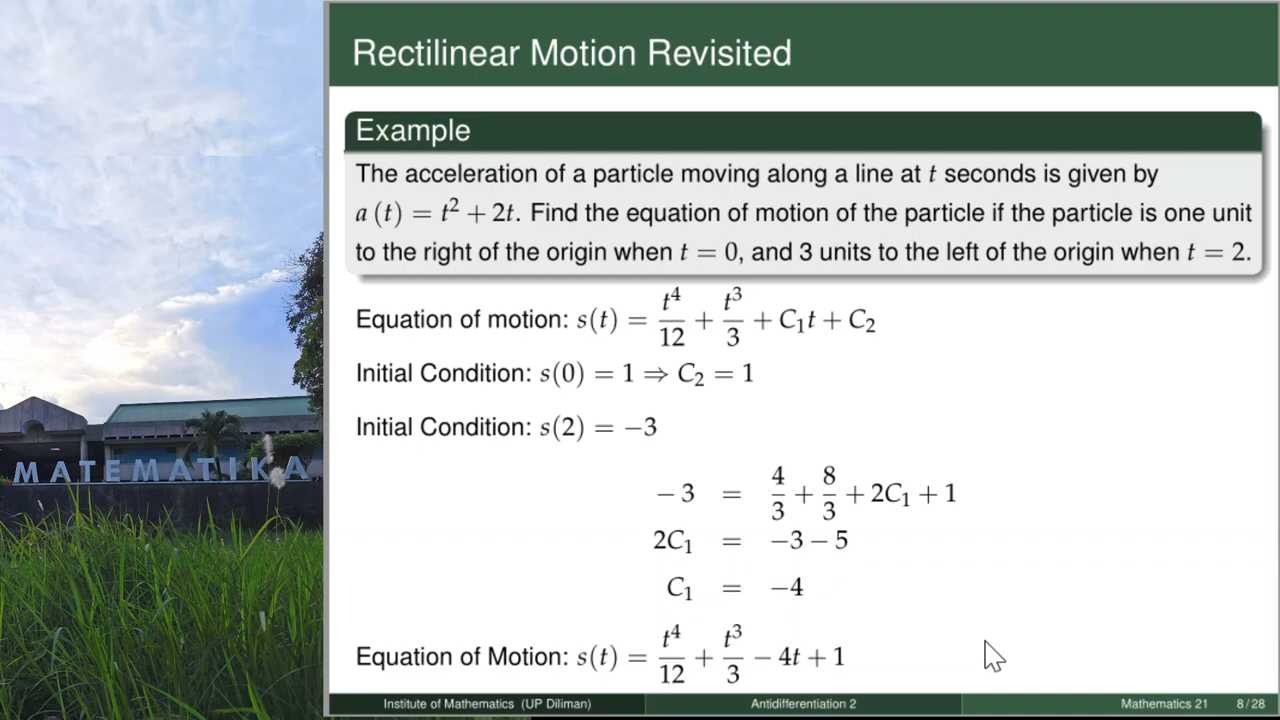 Rectilinear Motion Revisited
Example
The acceleration of a particle moving along a line at t seconds is given by
a (t) = t² + 2t. Find the equation of motion of the particle if the particle is one unit
to the right of the origin when t = 0, and 3 units to the left of the origin when t = 2.
Equation of motion: s(t) = t⁴/12 + t³/3 + C₁t + C₂
Initial Condition: s(0) = 1 ⇒ C₂ = 1
Initial Condition: s(2) = −3
−3 = 4/3 + 8/3 + 2C₁ + 1
2C₁ = −3 − 5
C₁ = −4
Equation of Motion: s(t) = t⁴/12 + t³/3 − 4t + 1
MATEMATIKA
Institute of Mathematics (UP Diliman) Antidifferentiation 2 Mathematics 21 8 / 28